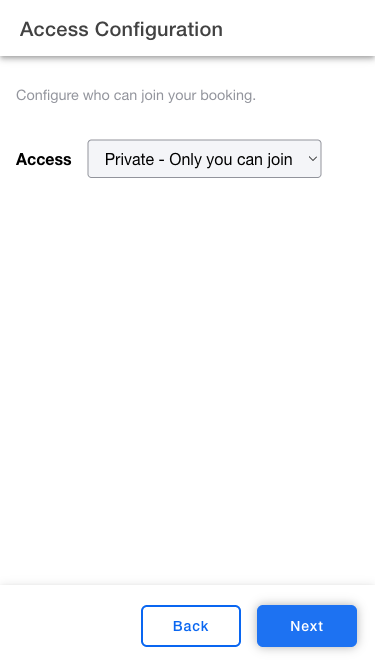 Access Configuration
Configure who can join your booking.
Access Private - Only you can join
Back Next